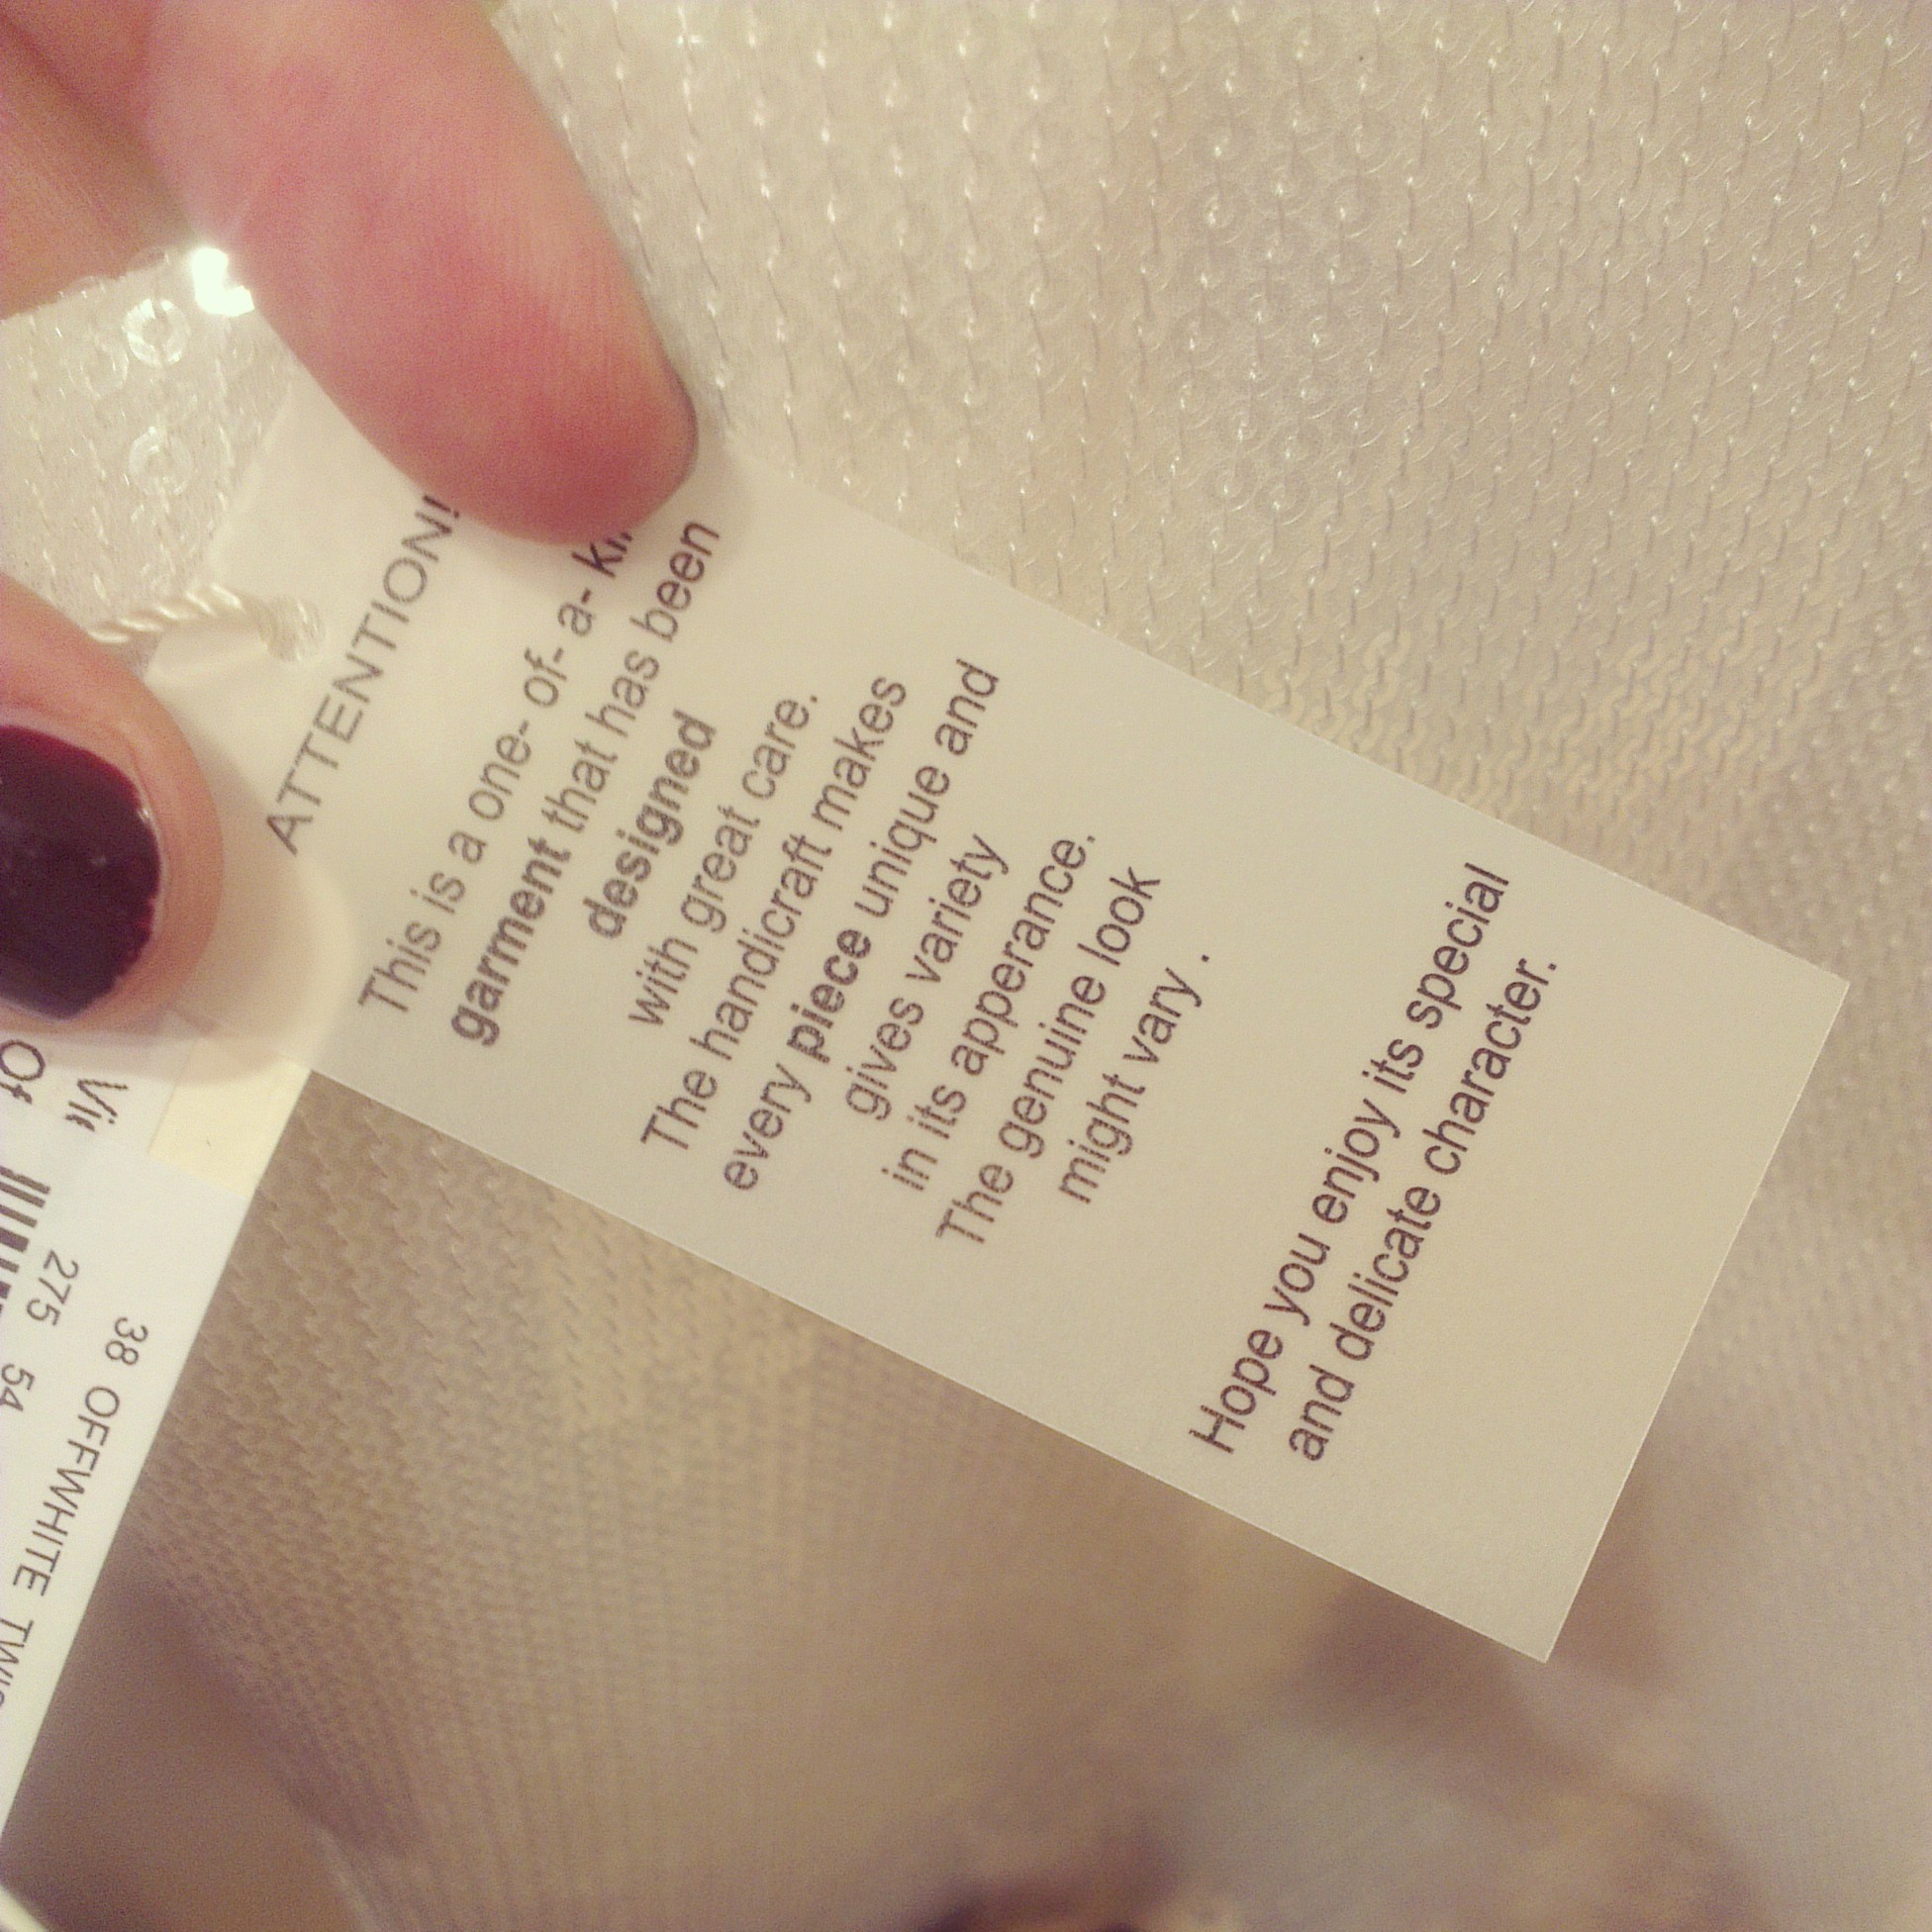 ATTENTION!
This is a one- of- a-
garment that has been
designed
with great care.
The handicraft makes
every piece unique and
gives variety
in its apperance.
The genuine look
might vary .
Hope you enjoy its special
and delicate character.
275 54
38 OFFWHITE